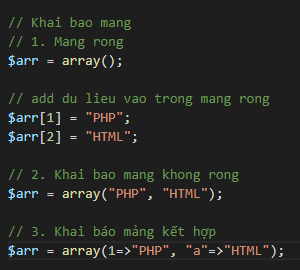 // Khai bao mang
// 1. Mang rong
$arr = array();
// add du lieu vao trong mang rong
$arr[1] = "PHP";
$arr[2] = "HTML";
// 2. Khai bao mang khong rong
$arr = array("PHP", "HTML");
// 3. Khai báo mảng kết hợp
$arr = array(1=>"PHP", "a"=>"HTML");